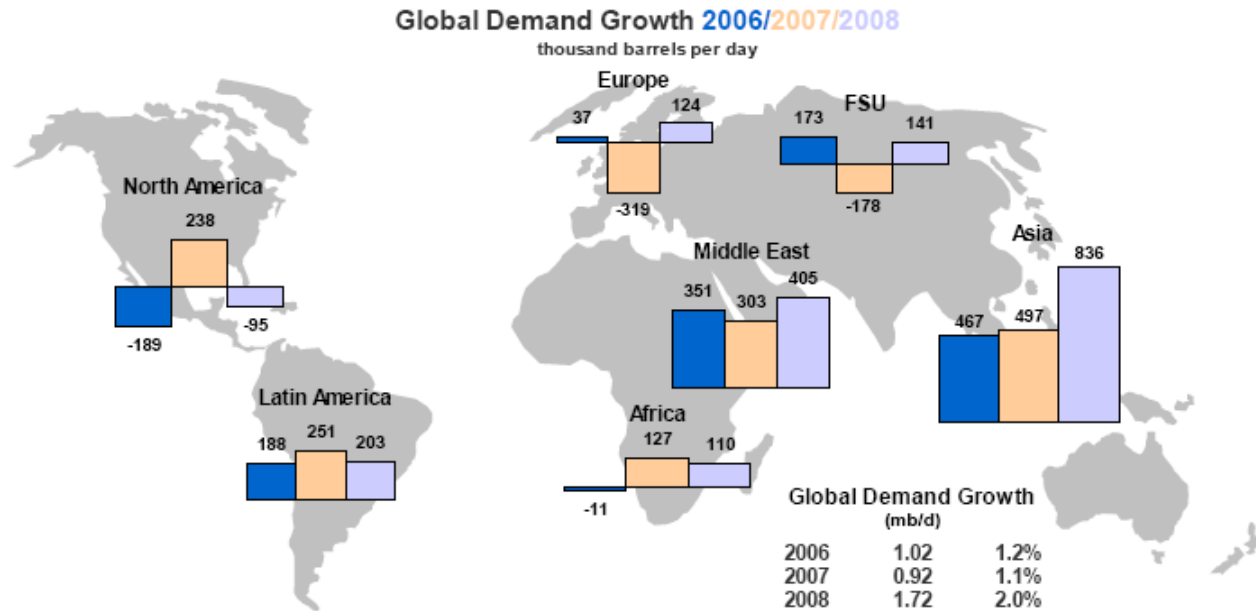 Global Demand Growth 2006/2007/2008
thousand barrels per day
Europe
37
124
-319
FSU
173
141
-178
North America
238
-189
-95
Middle East
351
303
405
Asia
467
497
836
Latin America
188
251
203
Africa
127
110
-11
Global Demand Growth
(mb/d)
2006 1.02 1.2%
2007 0.92 1.1%
2008 1.72 2.0%